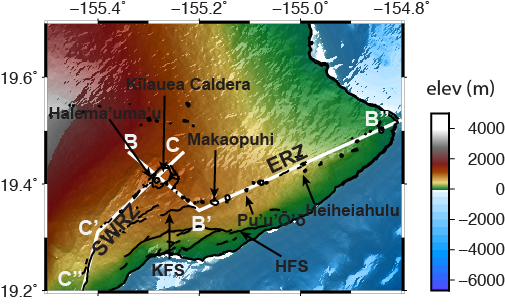 −155.4˚ −155.2˚ −155.0˚ −154.8˚
19.6˚
19.4˚
19.2˚
Kīlauea Caldera
Halema'uma'u
Makaopuhi
B
C
B''
ERZ
C'
SWRZ
B'
Pu'u'Ō'ō
Heiheiahulu
C''
KFS
HFS
elev (m)
4000
2000
0
−2000
−4000
−6000